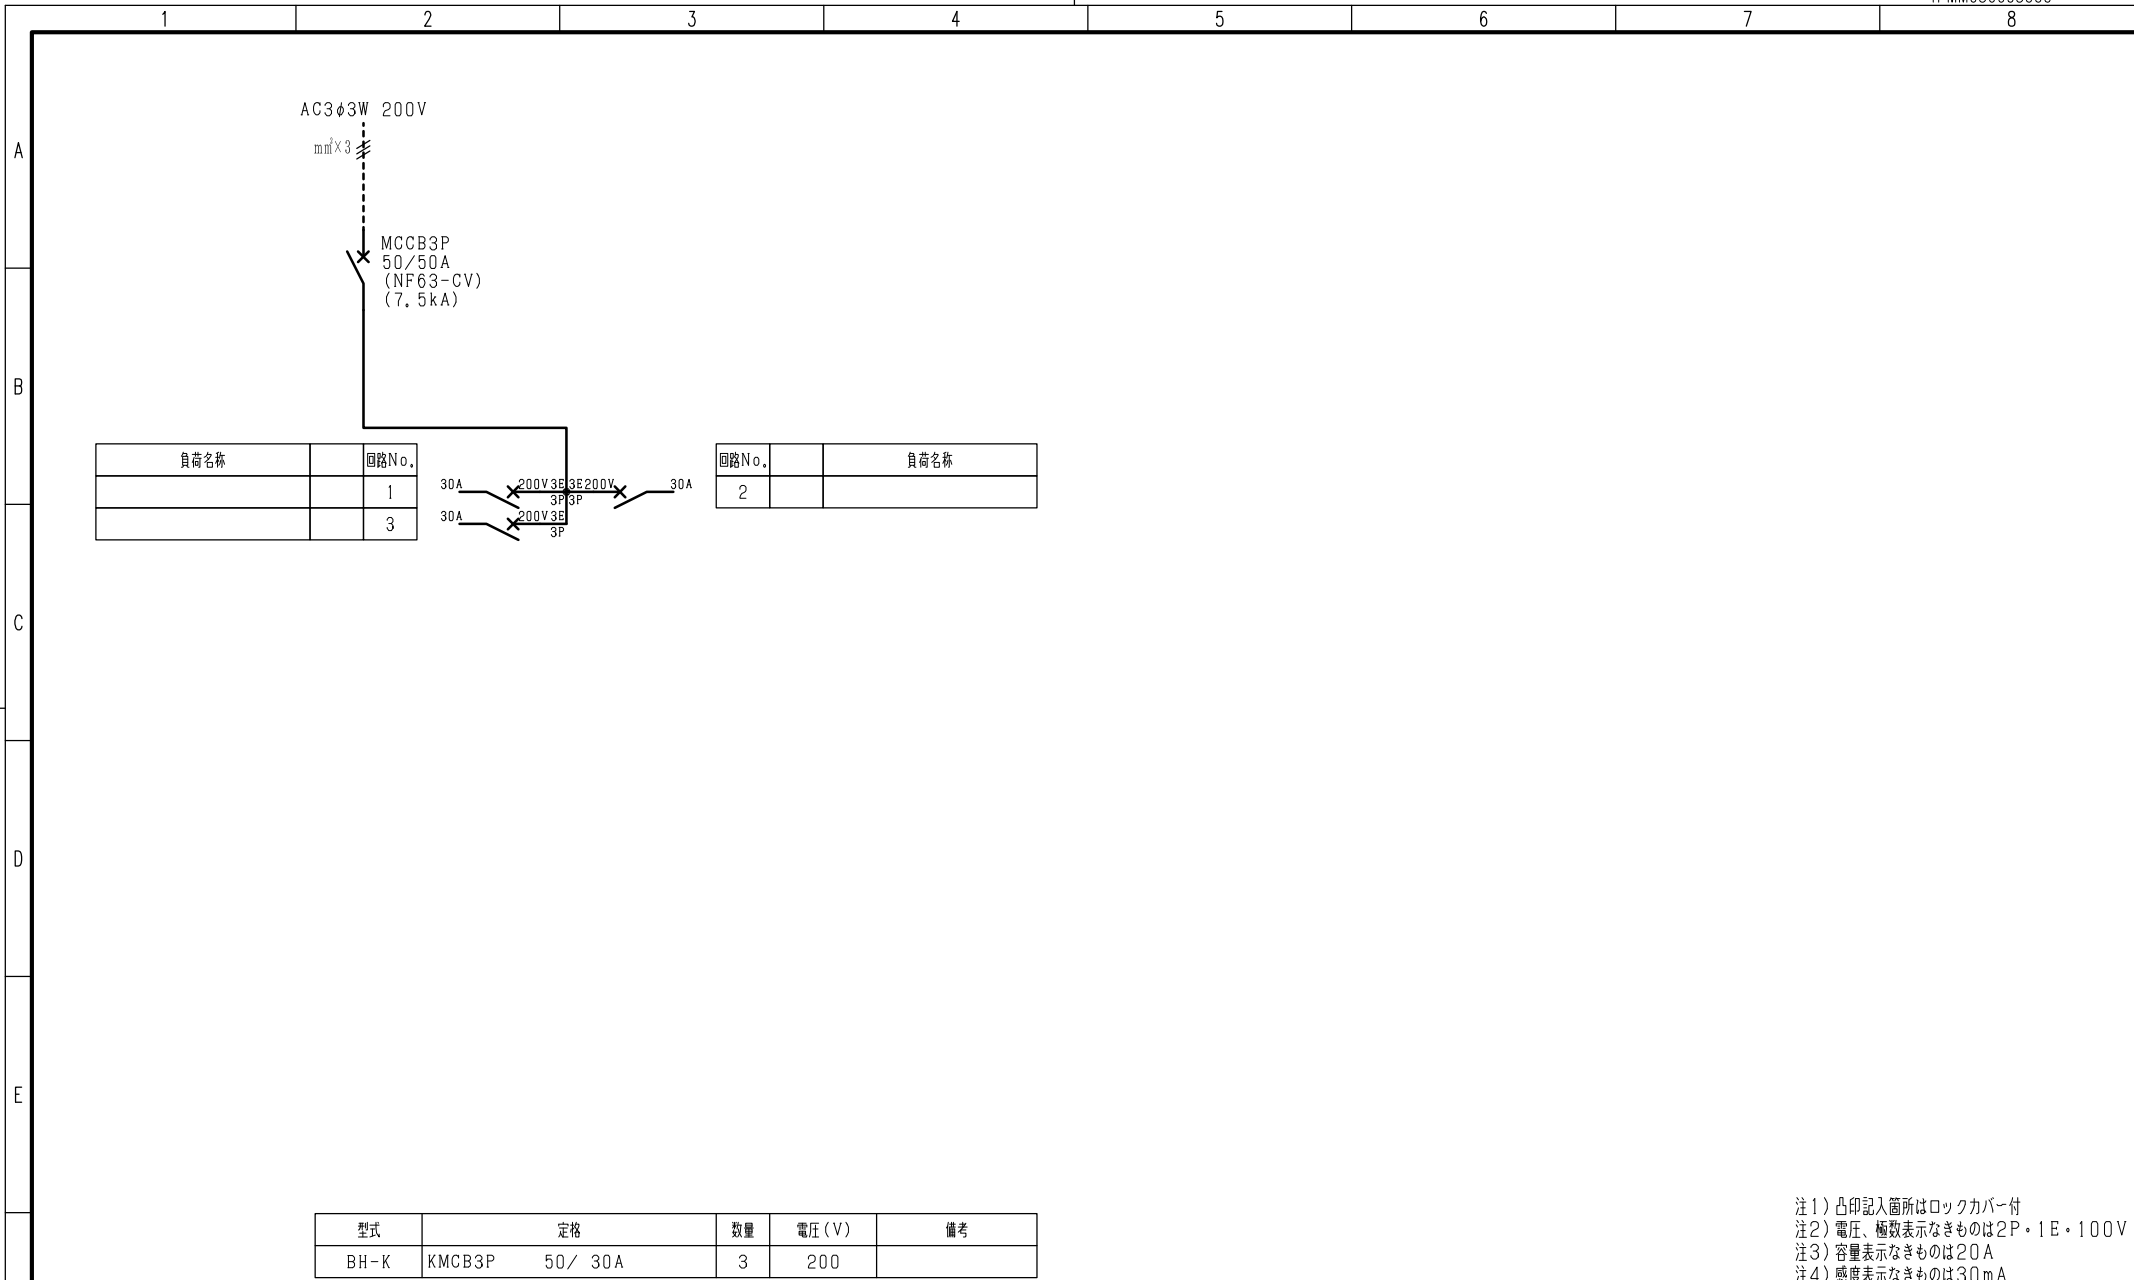 1 2 3 4 5 6 7 8
A
AC3φ3W 200V
mm²×3
MCCB3P
50/50A
(NF63-CV)
(7.5kA)
B
負荷名称 回路No.
1
3
30A 200V3E 3E200V 30A
3P 3P
30A 200V3E
3P
回路No. 負荷名称
2
C
D
E
型式 定格 数量 電圧(V) 備考
BH-K KMCB3P 50/ 30A 3 200
注1)凸印記入箇所はロックカバー付
注2)電圧、極数表示なきものは2P・1E・100V
注3)容量表示なきものは20A
注4)感度表示なきものは30mA